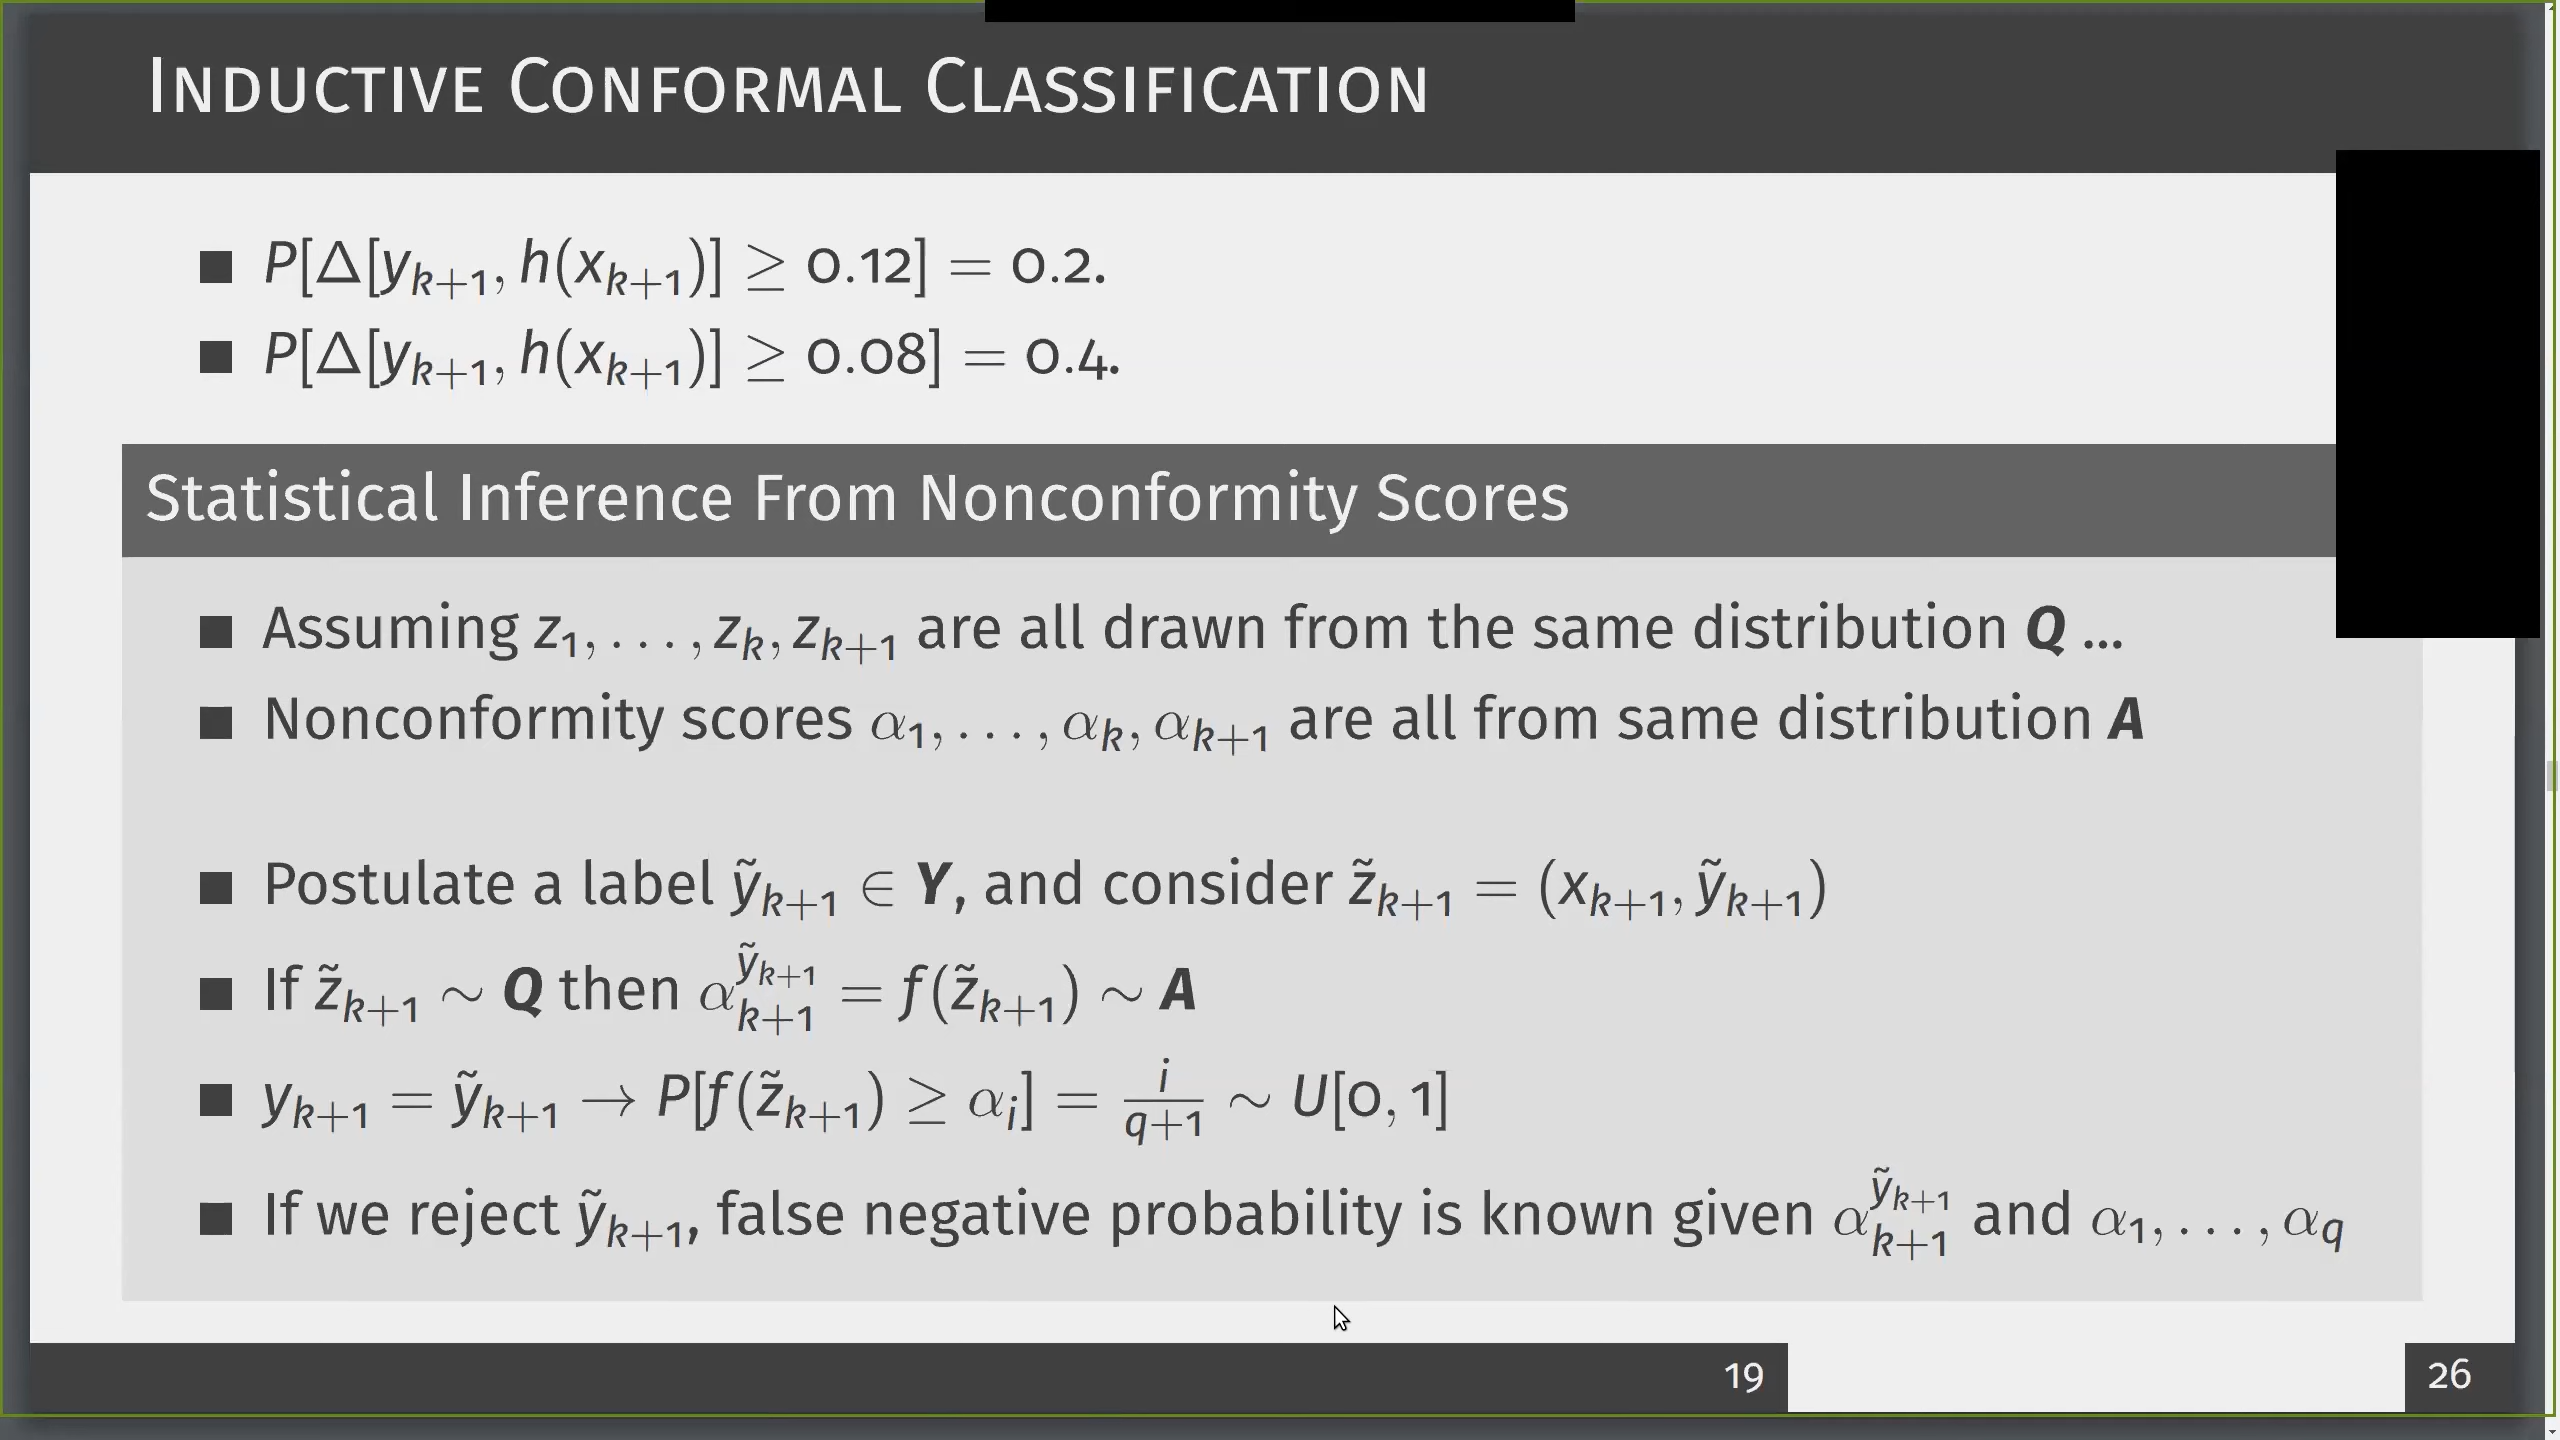 INDUCTIVE CONFORMAL CLASSIFICATION
■ P[Δ[y_{k+1}, h(x_{k+1})] ≥ 0.12] = 0.2.
■ P[Δ[y_{k+1}, h(x_{k+1})] ≥ 0.08] = 0.4.
Statistical Inference From Nonconformity Scores
■ Assuming z_1, . . . , z_k, z_{k+1} are all drawn from the same distribution Q ...
■ Nonconformity scores α_1, . . . , α_k, α_{k+1} are all from same distribution A
■ Postulate a label ỹ_{k+1} ∈ Y, and consider z̃_{k+1} = (x_{k+1}, ỹ_{k+1})
■ If z̃_{k+1} ∼ Q then α_{k+1}^{ỹ_{k+1}} = f(z̃_{k+1}) ∼ A
■ y_{k+1} = ỹ_{k+1} → P[f(z̃_{k+1}) ≥ α_i] = i/(q+1) ∼ U[0, 1]
■ If we reject ỹ_{k+1}, false negative probability is known given α_{k+1}^{ỹ_{k+1}} and α_1, . . . , α_q
19
26